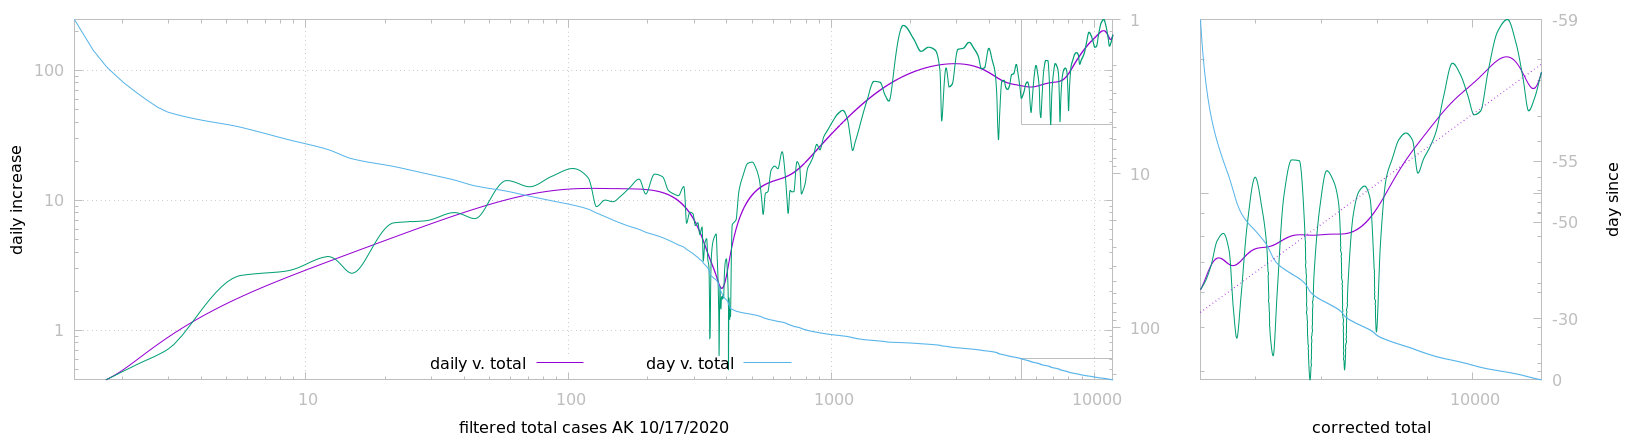 daily increase
100
10
1
daily v. total
day v. total
10
100
1000
10000
filtered total cases AK 10/17/2020
1
10
100
-59
-55
-50
-30
0
day since
10000
corrected total